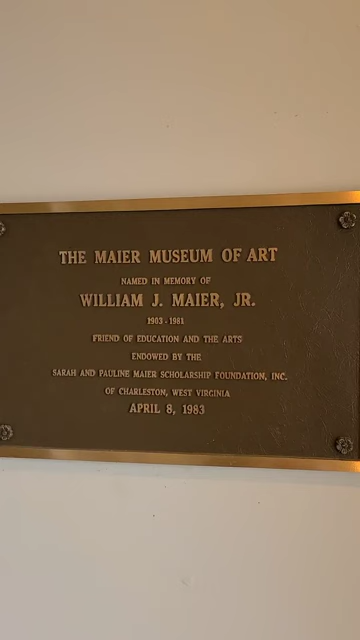 THE MAIER MUSEUM OF ART
NAMED IN MEMORY OF
WILLIAM J. MAIER, JR.
1903 - 1981
FRIEND OF EDUCATION AND THE ARTS
ENDOWED BY THE
SARAH AND PAULINE MAIER SCHOLARSHIP FOUNDATION, INC.
OF CHARLESTON, WEST VIRGINIA
APRIL 8, 1983